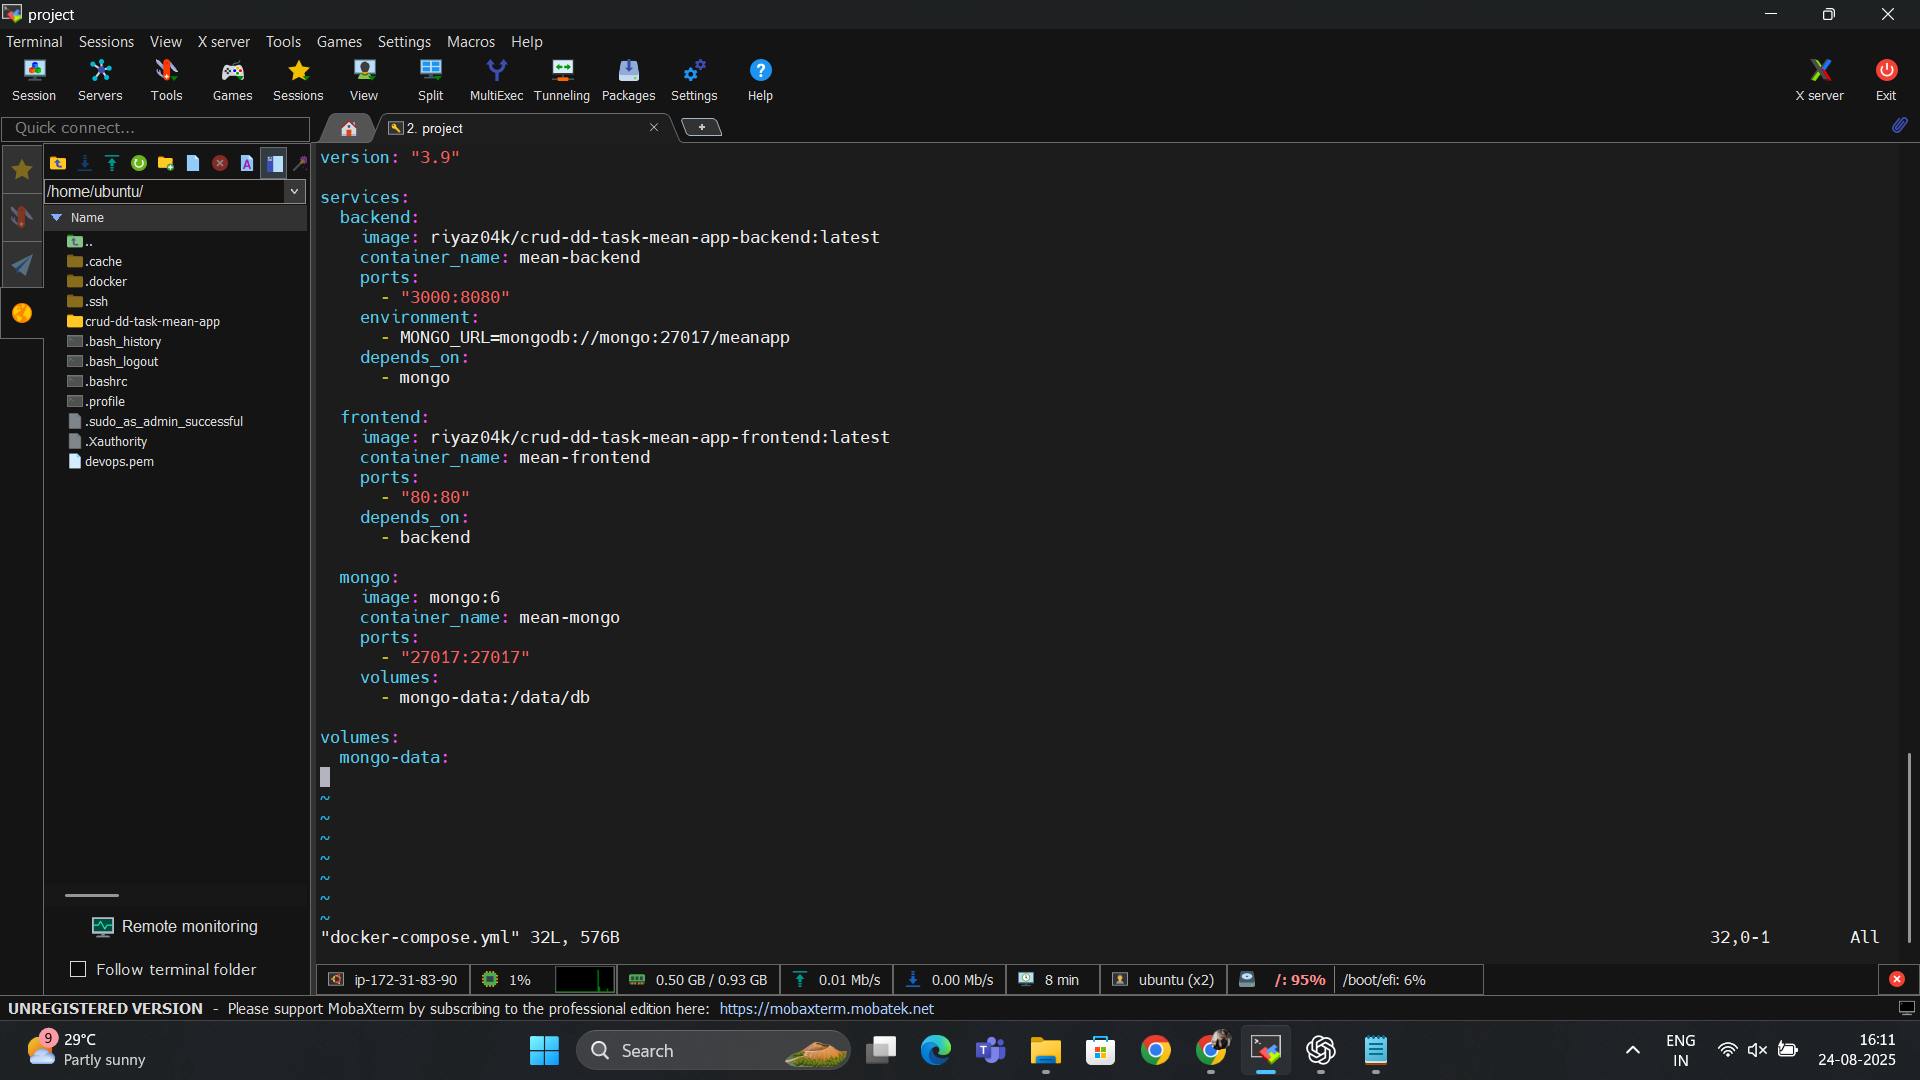 project
Terminal Sessions View X server Tools Games Settings Macros Help
Session Servers Tools Games Sessions View Split MultiExec Tunneling Packages Settings Help X server Exit
Quick connect...
2. project
/home/ubuntu/
Name
..
.cache
.docker
.ssh
crud-dd-task-mean-app
.bash_history
.bash_logout
.bashrc
.profile
.sudo_as_admin_successful
.Xauthority
devops.pem
Remote monitoring
Follow terminal folder
version: "3.9"

services:
  backend:
    image: riyaz04k/crud-dd-task-mean-app-backend:latest
    container_name: mean-backend
    ports:
      - "3000:8080"
    environment:
      - MONGO_URL=mongodb://mongo:27017/meanapp
    depends_on:
      - mongo

  frontend:
    image: riyaz04k/crud-dd-task-mean-app-frontend:latest
    container_name: mean-frontend
    ports:
      - "80:80"
    depends_on:
      - backend

  mongo:
    image: mongo:6
    container_name: mean-mongo
    ports:
      - "27017:27017"
    volumes:
      - mongo-data:/data/db

volumes:
  mongo-data:

~
~
~
~
~
~
~
"docker-compose.yml" 32L, 576B 32,0-1 All
ip-172-31-83-90 1% 0.50 GB / 0.93 GB 0.01 Mb/s 0.00 Mb/s 8 min ubuntu (x2) /: 95% /boot/efi: 6%
UNREGISTERED VERSION - Please support MobaXterm by subscribing to the professional edition here: https://mobaxterm.mobatek.net
9
29°C
Partly sunny
Search
ENG
IN
16:11
24-08-2025